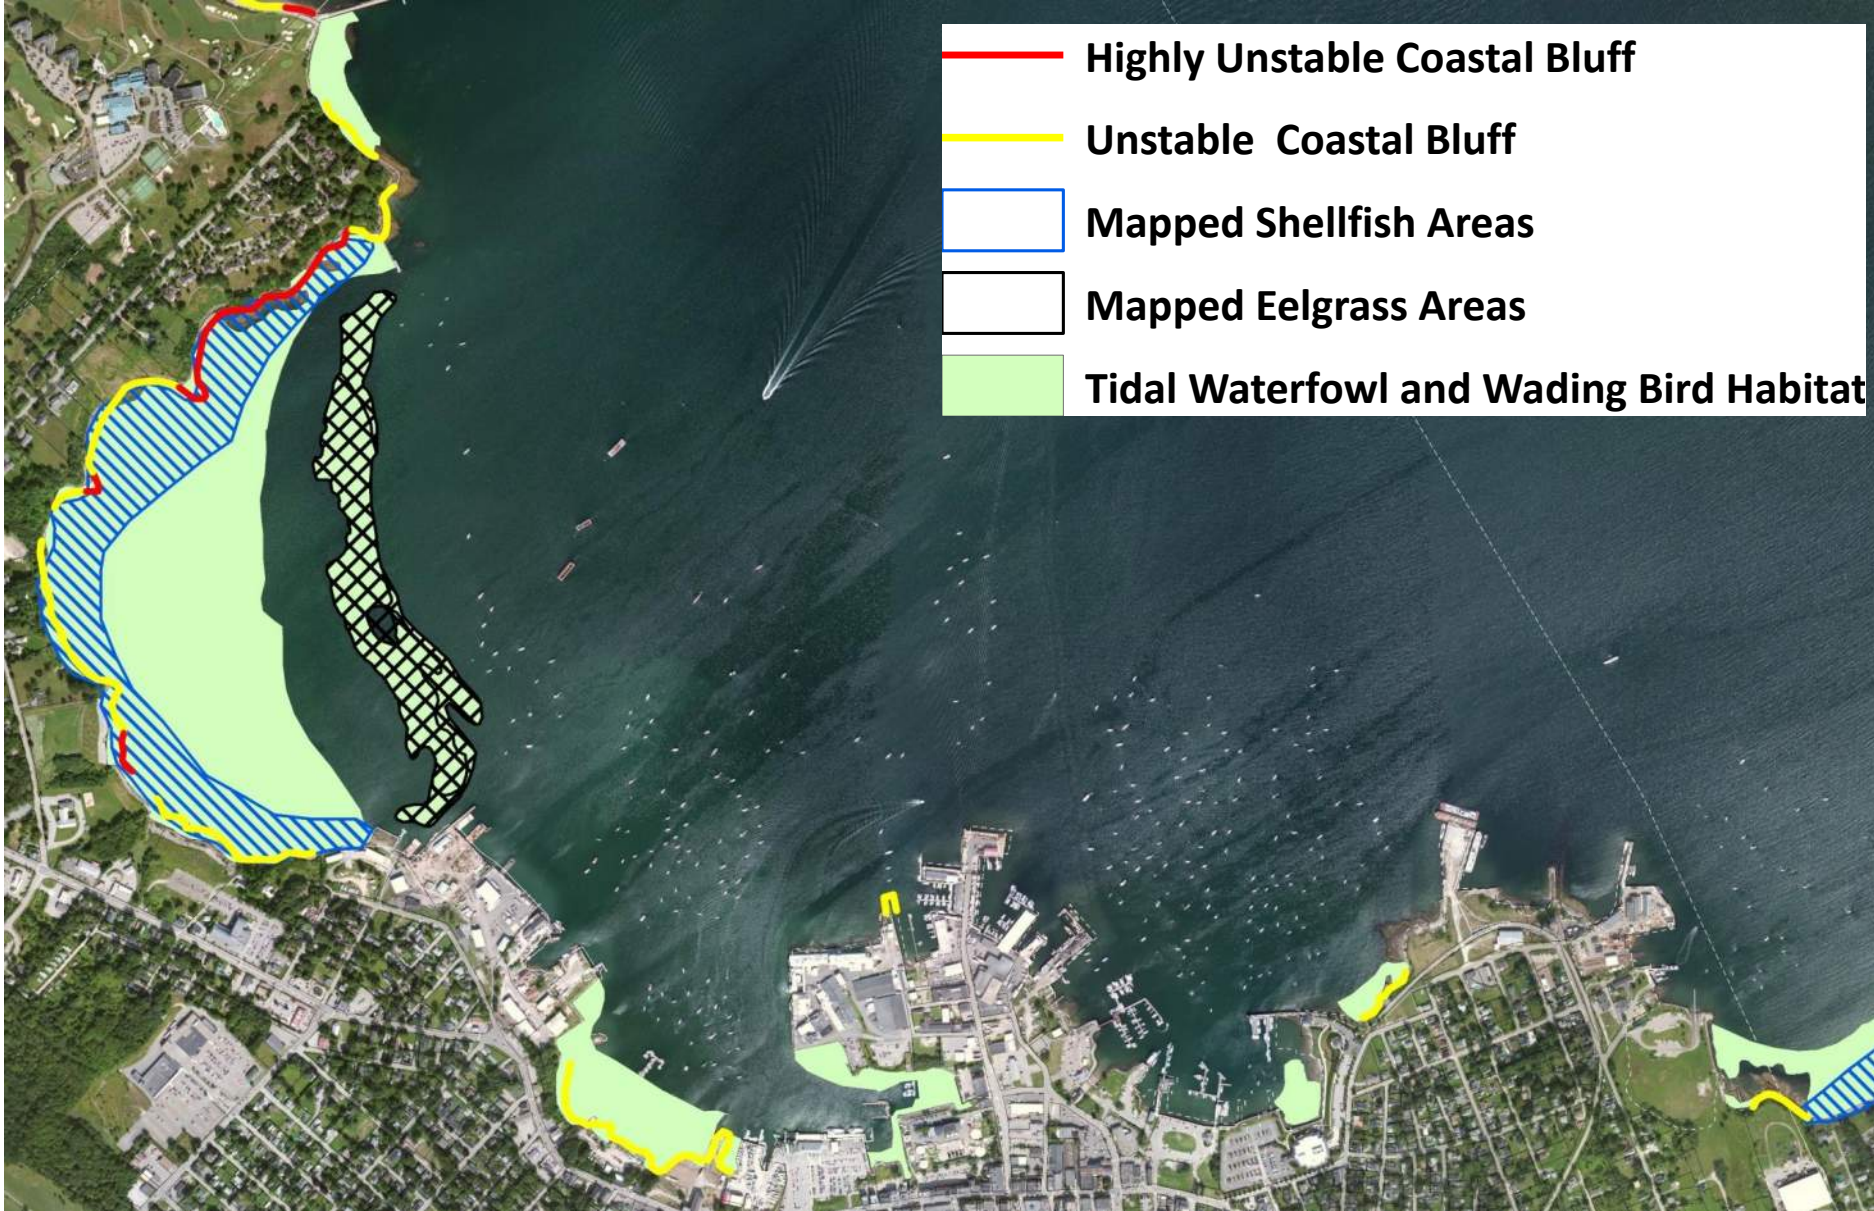 Highly Unstable Coastal Bluff
Unstable  Coastal Bluff
Mapped Shellfish Areas
Mapped Eelgrass Areas
Tidal Waterfowl and Wading Bird Habitat